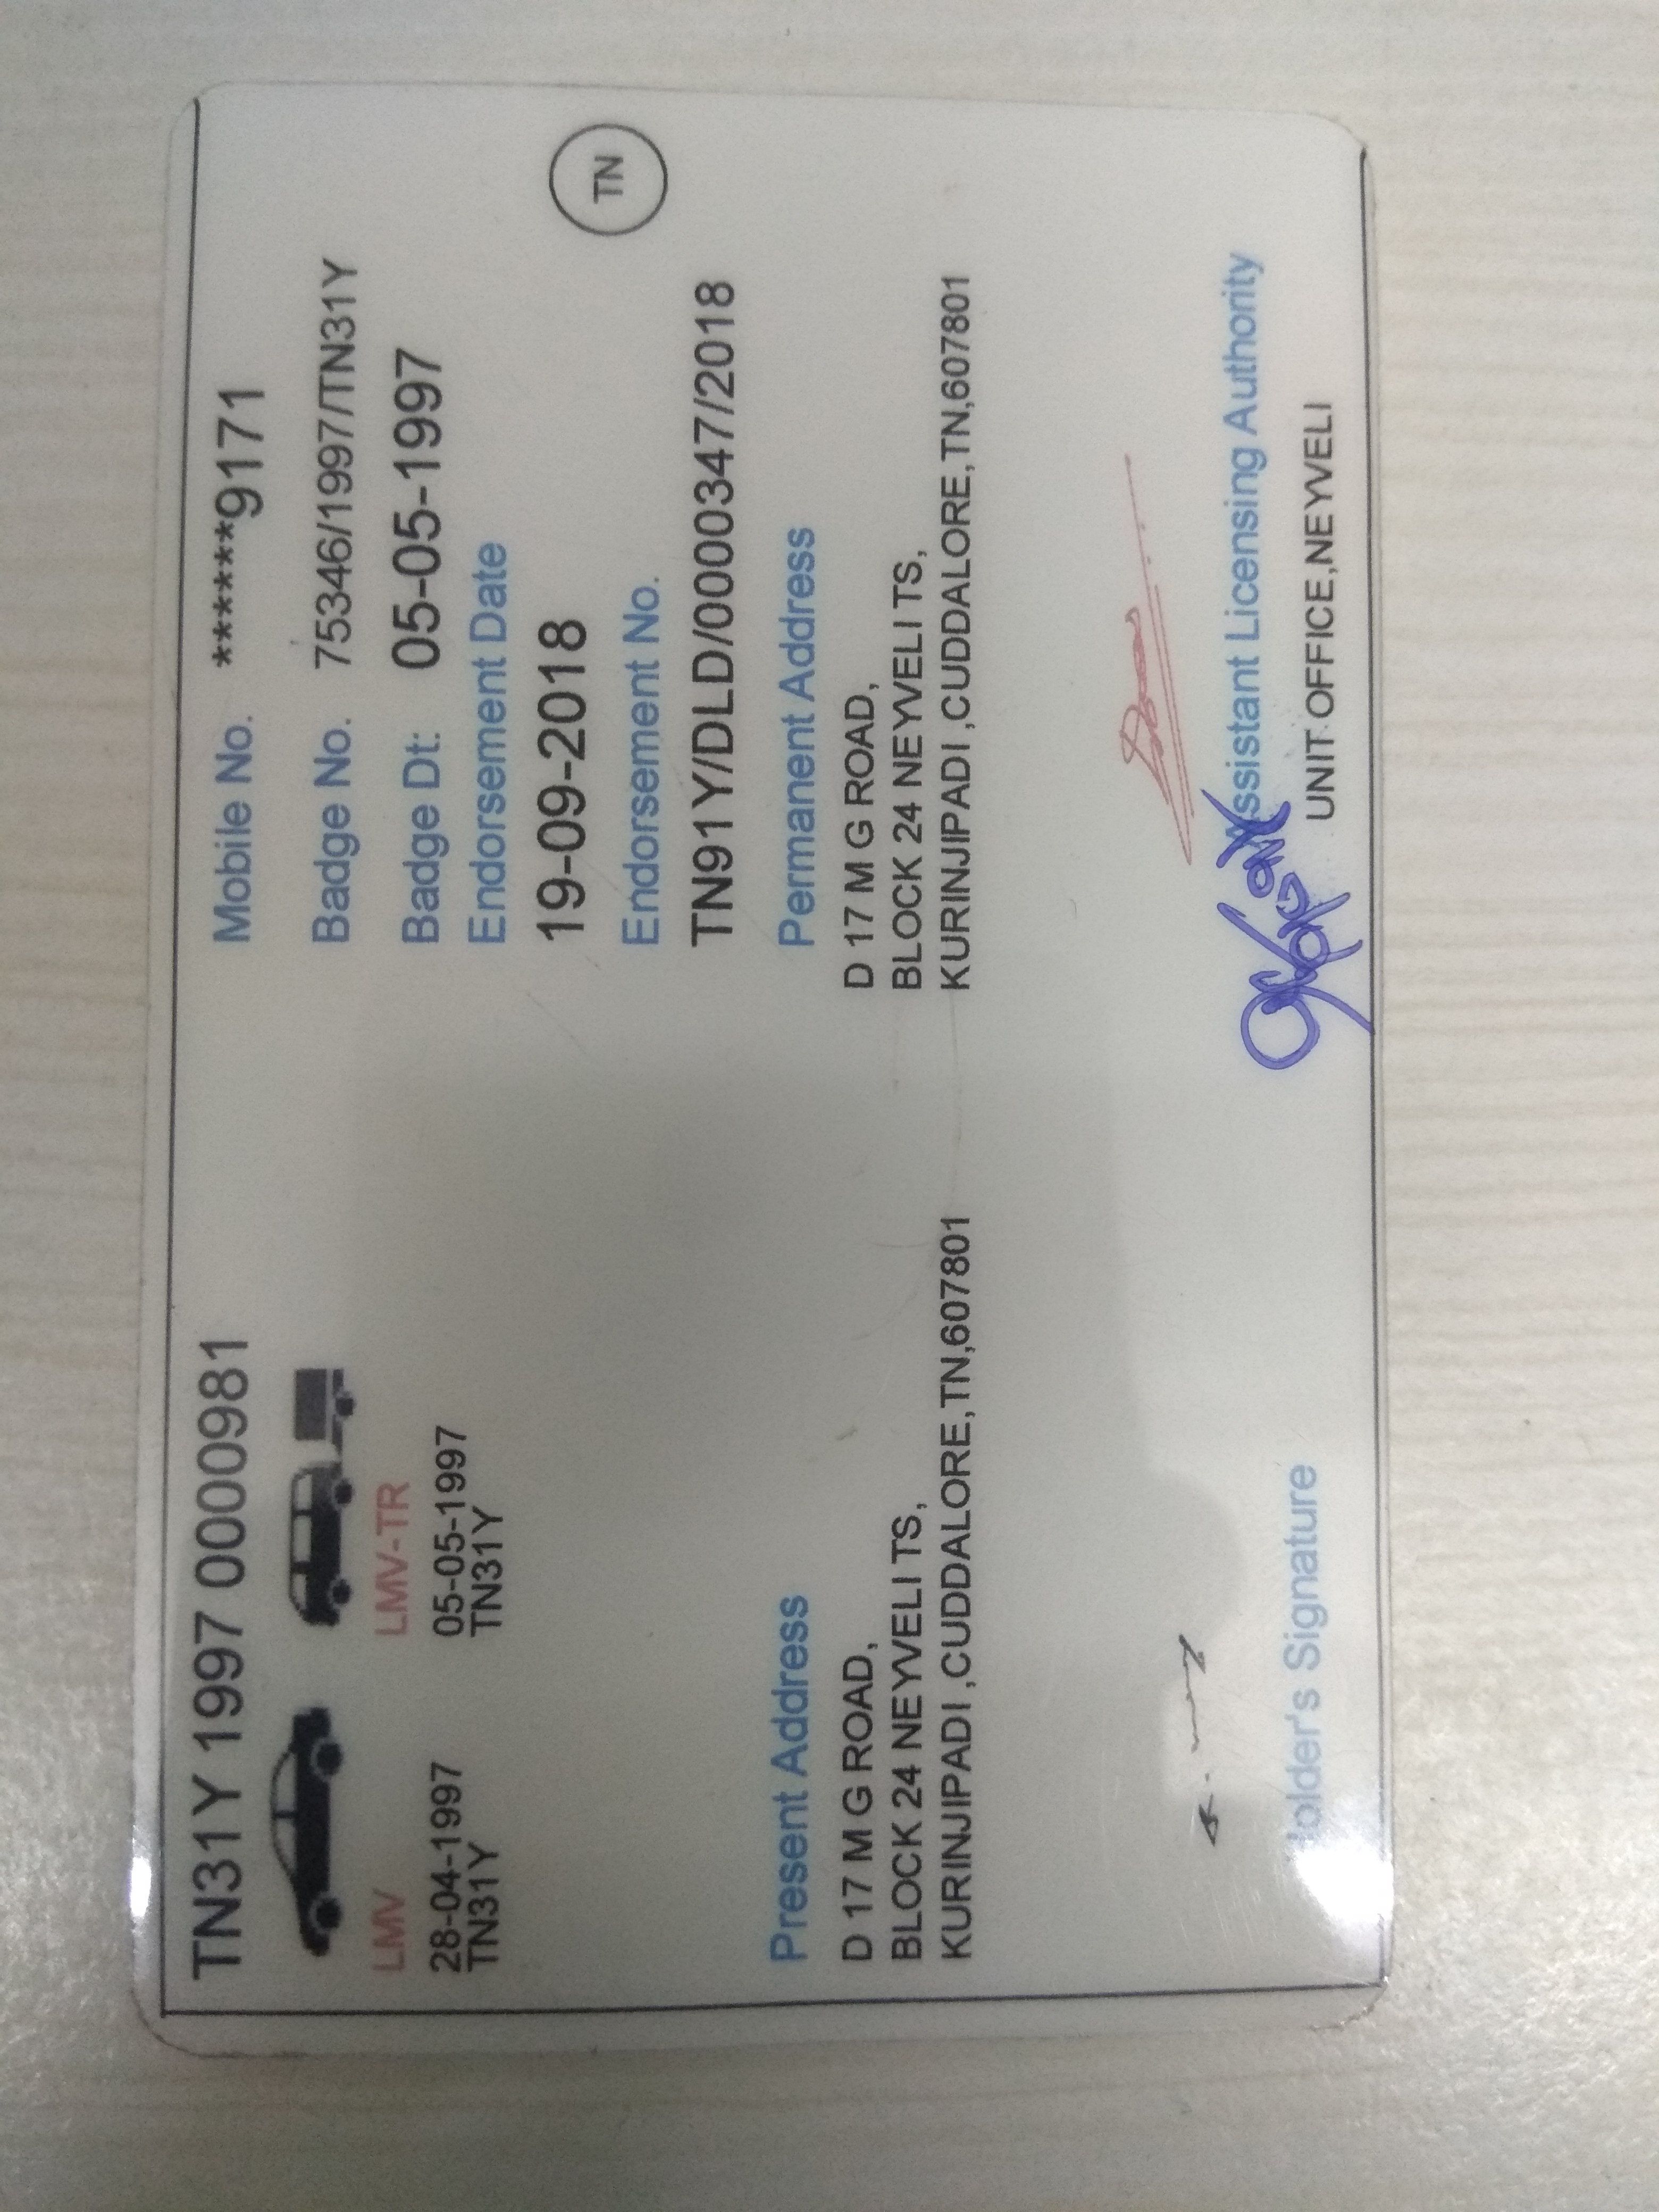 TN31Y 1997 0000981
LMV
28-04-1997
TN31Y
LMV-TR
05-05-1997
TN31Y
Mobile No. ******9171
Badge No. 75346/1997/TN31Y
Badge Dt: 05-05-1997
Endorsement Date
19-09-2018
TN
Endorsement No.
TN91Y/DLD/0000347/2018
Present Address
D 17 M G ROAD,
BLOCK 24 NEYVELI TS,
KURINJIPADI ,CUDDALORE,TN,607801
Permanent Address
D 17 M G ROAD,
BLOCK 24 NEYVELI TS,
KURINJIPADI ,CUDDALORE,TN,607801
Holder's Signature
Assistant Licensing Authority
UNIT OFFICE,NEYVELI